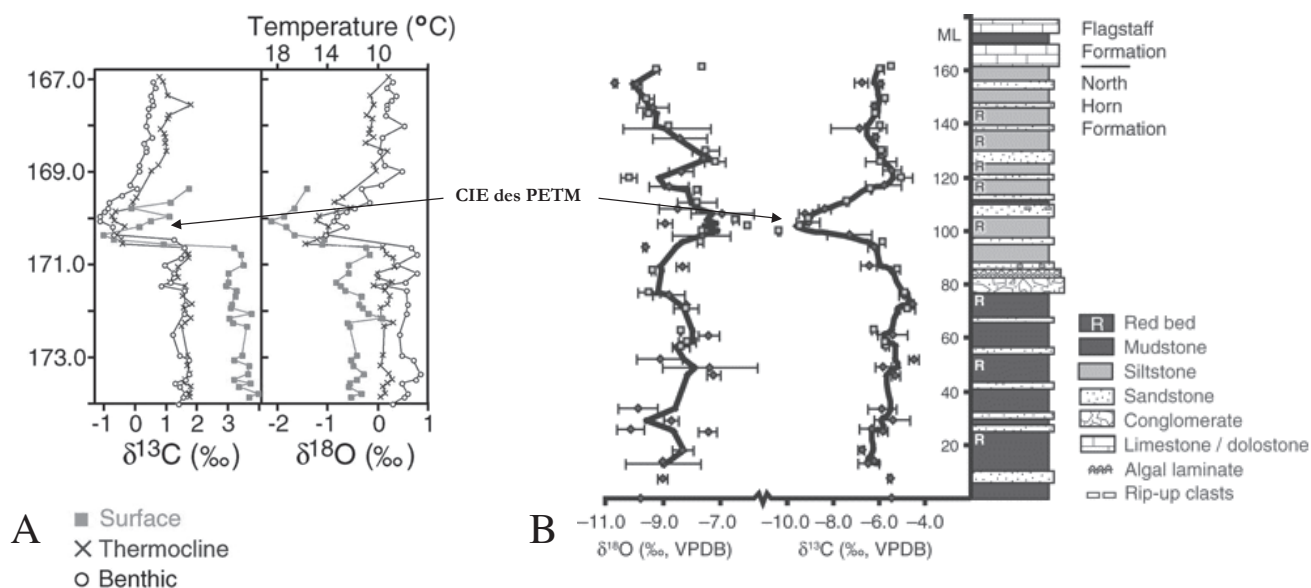 Temperature (°C)
18 14 12 9
167.0
169.0
171.0
173.0
-1 0 1 2 3
δ13C (‰)
-2 -1 0 1
δ18O (‰)
A
Surface
Thermocline
Benthic
CIE des PETM
B
−11.0 −9.0 −7.0
δ18O (‰, VPDB)
−10.0 −8.0 −6.0 −4.0
δ13C (‰, VPDB)
ML
160
140
120
100
80
60
40
20
R
R
R
R
R
R
R
R
Flagstaff
Formation
North
Horn
Formation
R Red bed
Mudstone
Siltstone
Sandstone
Conglomerate
Limestone / dolostone
Algal laminate
Rip-up clasts